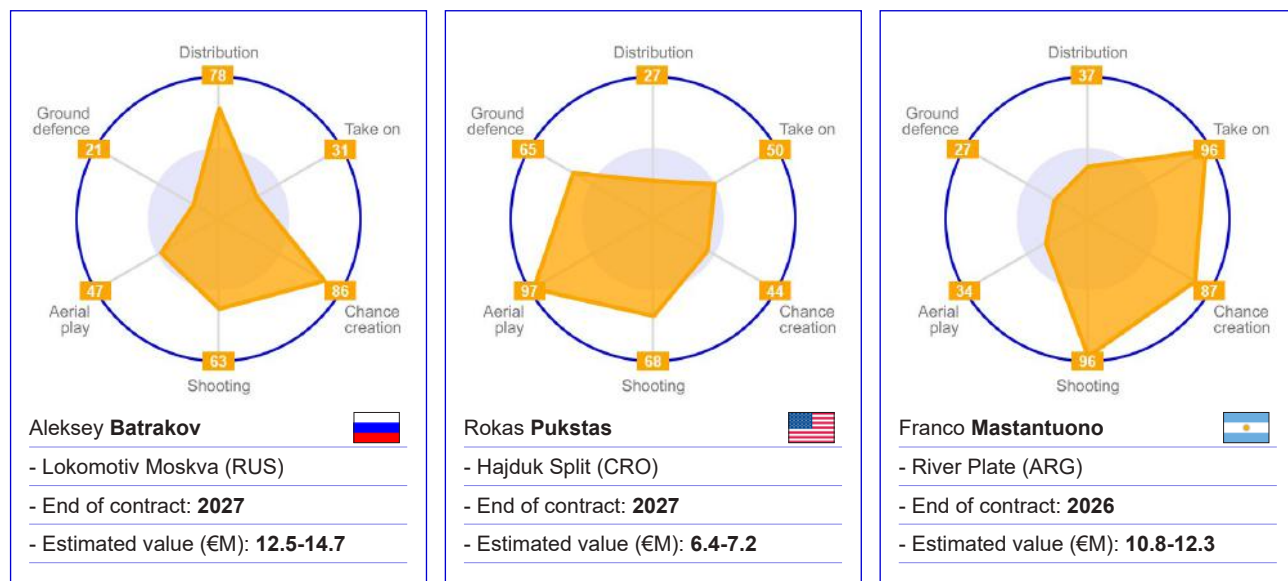 Distribution
78
Ground
defence
21
Take on
31
47
Aerial
play
86
Chance
creation
63
Shooting
Aleksey Batrakov
- Lokomotiv Moskva (RUS)
- End of contract: 2027
- Estimated value (€M): 12.5-14.7
Distribution
27
Ground
defence
65
Take on
50
97
Aerial
play
44
Chance
creation
68
Shooting
Rokas Pukstas
- Hajduk Split (CRO)
- End of contract: 2027
- Estimated value (€M): 6.4-7.2
Distribution
37
Ground
defence
27
Take on
96
34
Aerial
play
87
Chance
creation
96
Shooting
Franco Mastantuono
- River Plate (ARG)
- End of contract: 2026
- Estimated value (€M): 10.8-12.3